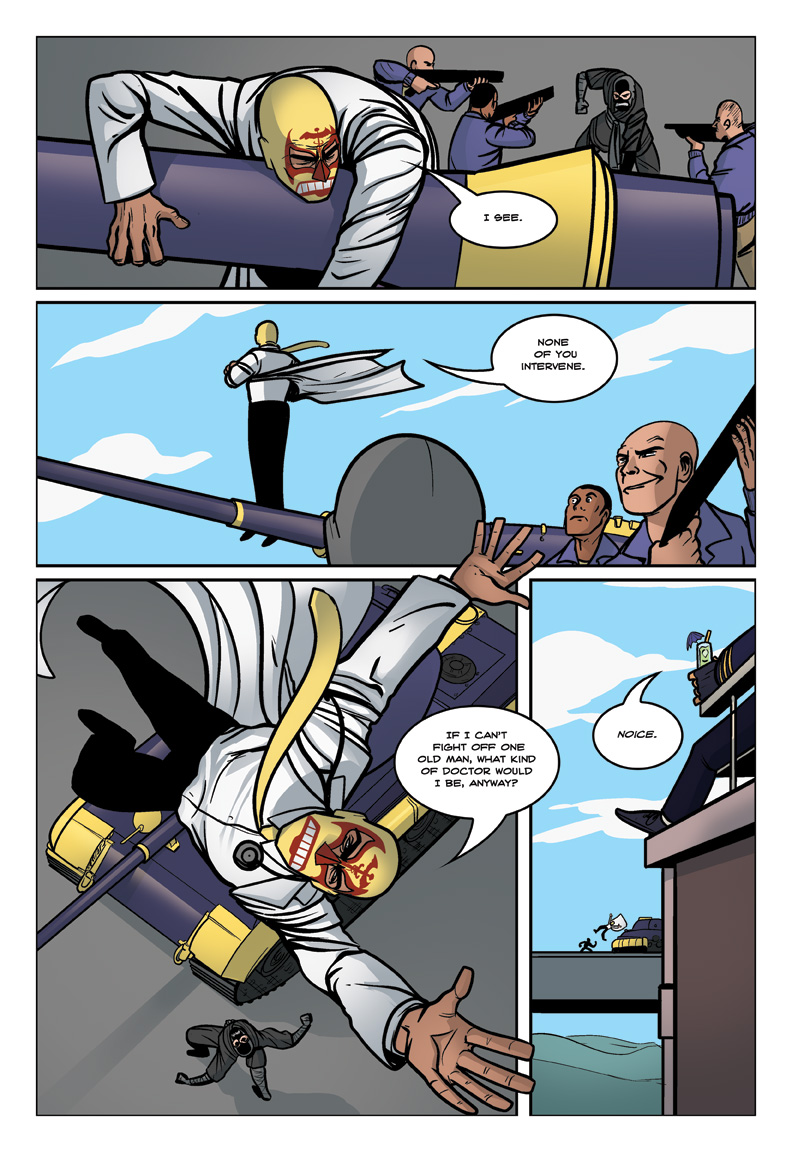 I SEE.
NONE
OF YOU
INTERVENE.
IF I CAN'T
FIGHT OFF ONE
OLD MAN, WHAT KIND
OF DOCTOR WOULD
I BE, ANYWAY?
NOICE.